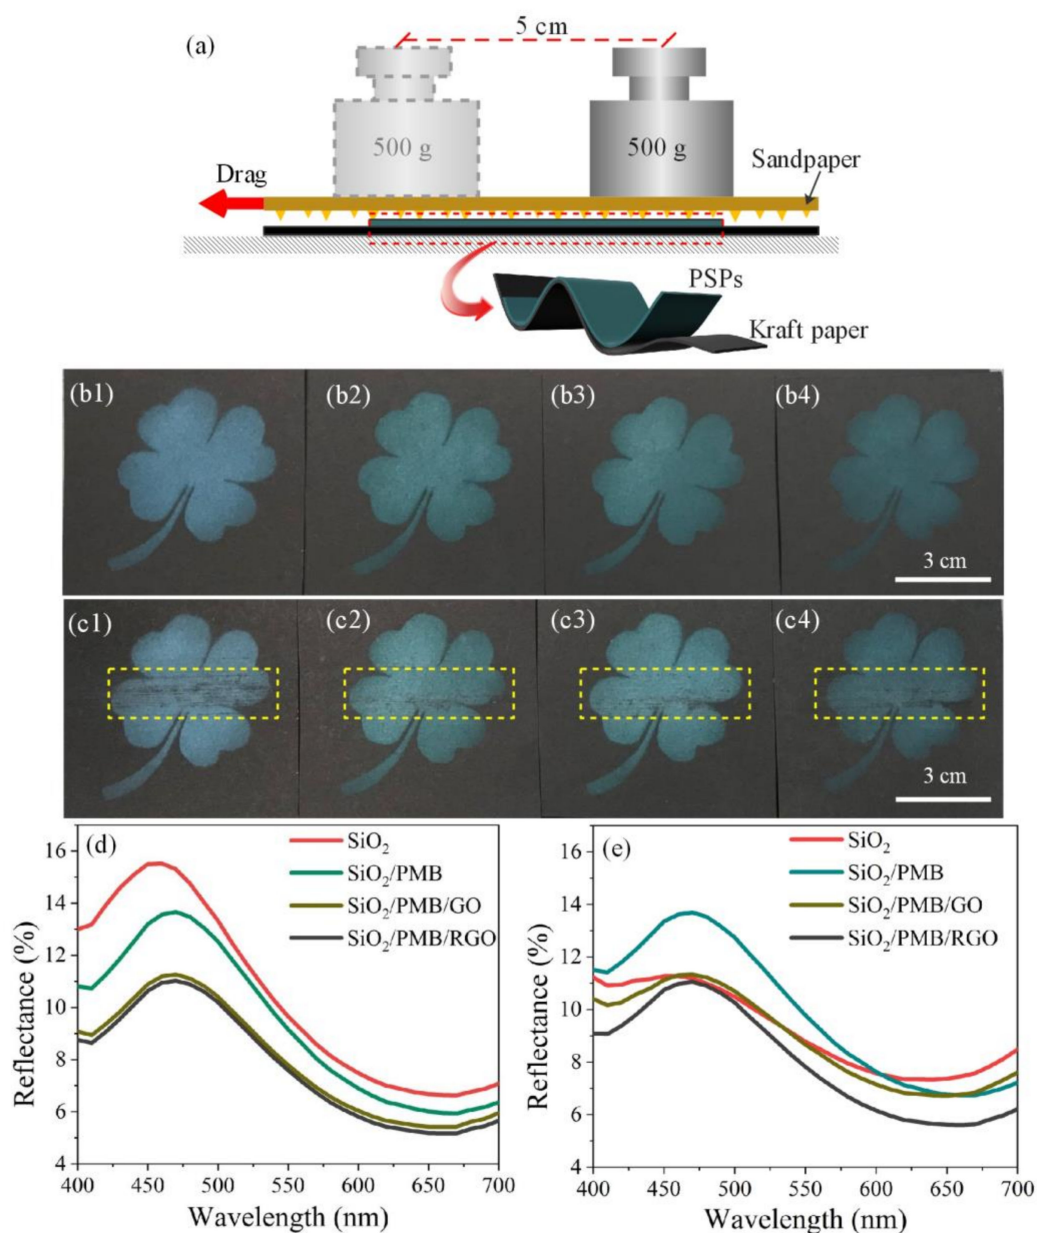 (a)
5 cm
500 g
500 g
Sandpaper
Drag
PSPs
Kraft paper
(b1)
(b2)
(b3)
(b4)
3 cm
(c1)
(c2)
(c3)
(c4)
3 cm
(d)
SiO₂
SiO₂/PMB
SiO₂/PMB/GO
SiO₂/PMB/RGO
16
14
12
10
8
6
4
Reflectance (%)
400 450 500 550 600 650 700
Wavelength (nm)
(e)
SiO₂
SiO₂/PMB
SiO₂/PMB/GO
SiO₂/PMB/RGO
16
14
12
10
8
6
4
Reflectance (%)
400 450 500 550 600 650 700
Wavelength (nm)